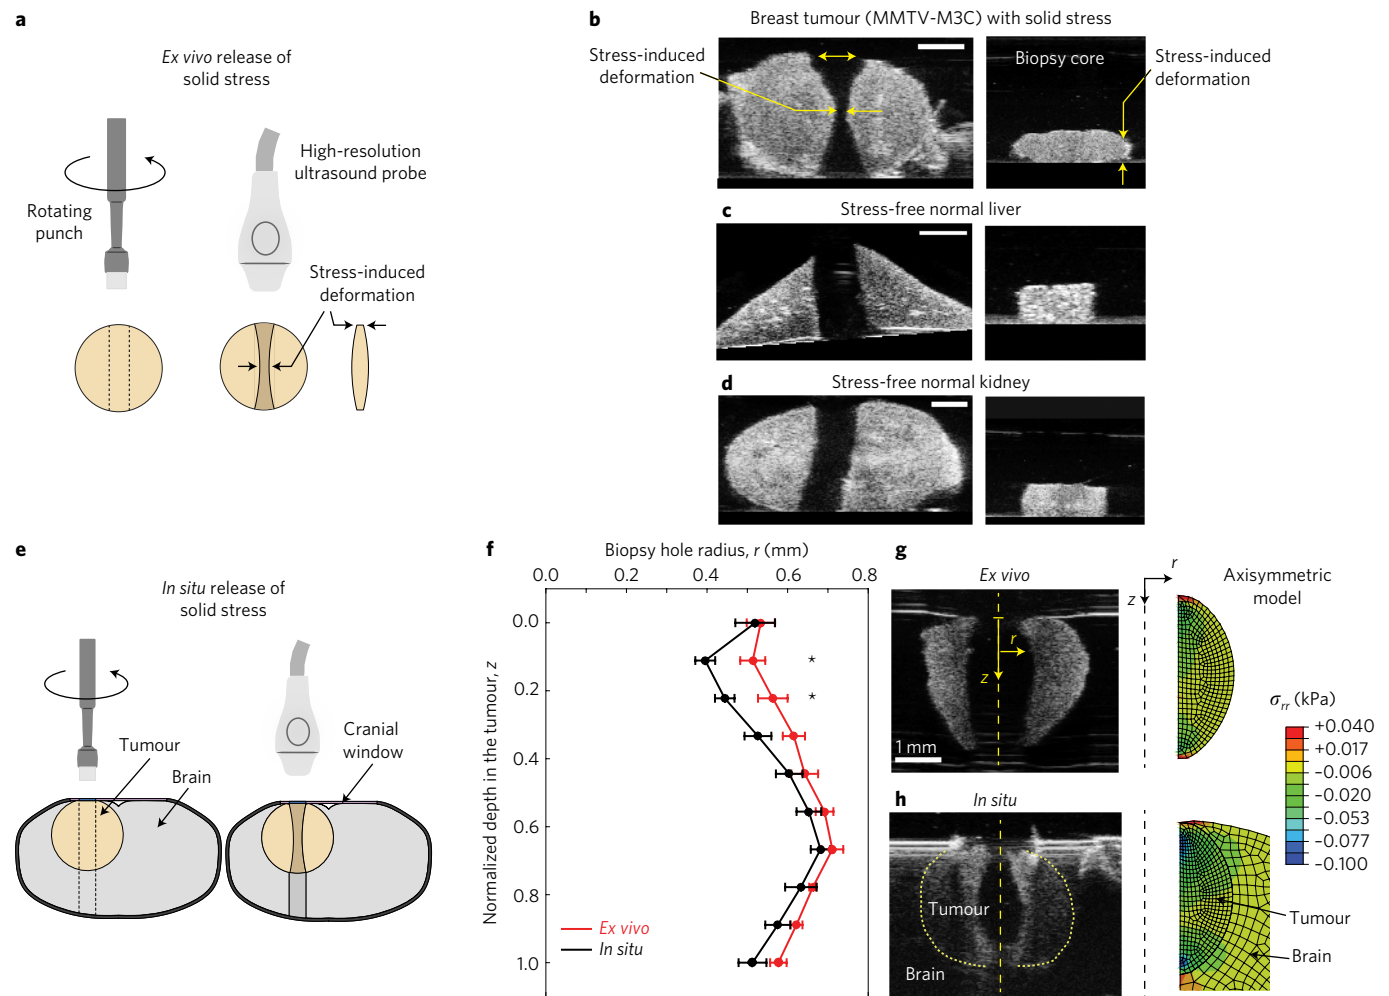 a
Ex vivo release of
solid stress
Rotating
punch
High-resolution
ultrasound probe
Stress-induced
deformation
b
Breast tumour (MMTV-M3C) with solid stress
Stress-induced
deformation
Biopsy core
Stress-induced
deformation
c
Stress-free normal liver
d
Stress-free normal kidney
e
In situ release of
solid stress
Tumour
Brain
Cranial
window
f
Biopsy hole radius, r (mm)
0.0 0.2 0.4 0.6 0.8
Normalized depth in the tumour, z
0.0
0.2
0.4
0.6
0.8
1.0
*
*
Ex vivo
In situ
g
Ex vivo
r
z
1 mm
r
z
Axisymmetric
model
σrr (kPa)
+0.040
+0.017
−0.006
−0.020
−0.053
−0.077
−0.100
h
In situ
Tumour
Brain
Tumour
Brain